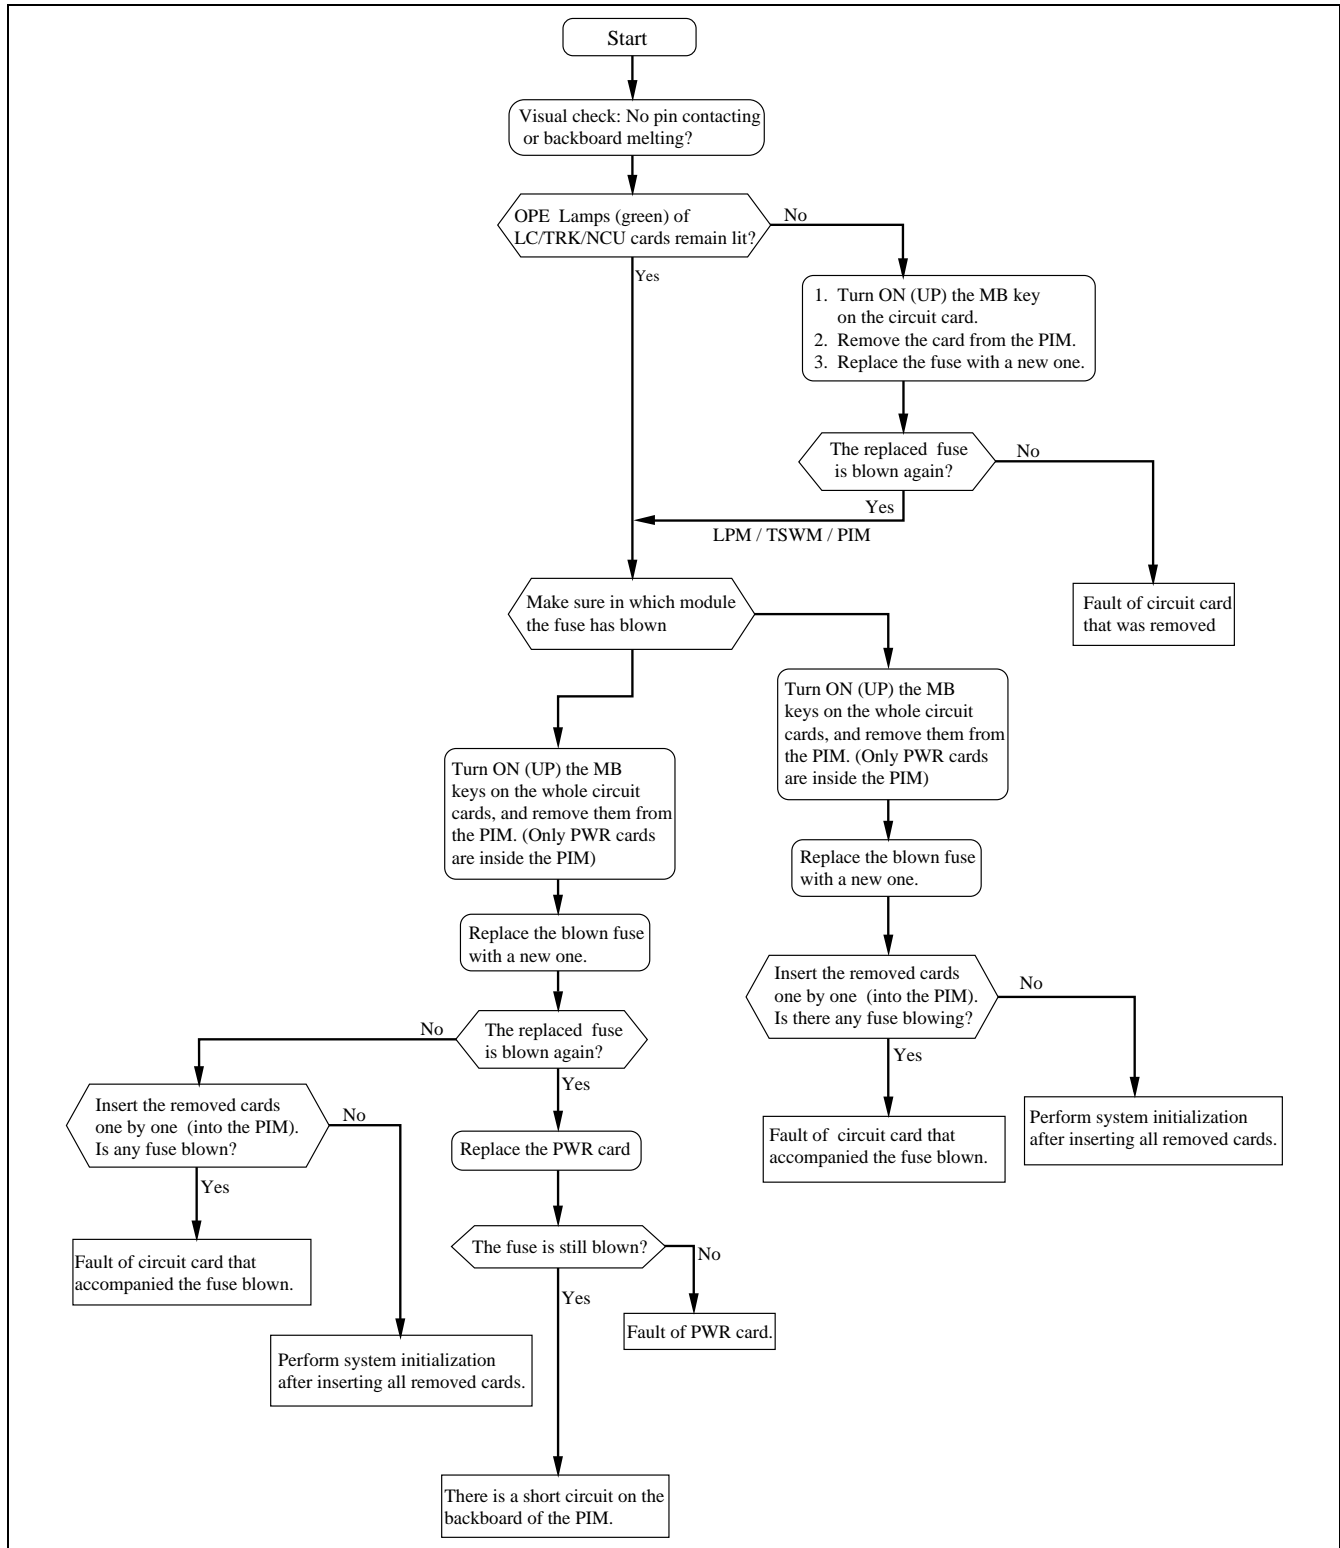 Start
Visual check: No pin contacting
or backboard melting?
OPE Lamps (green) of
LC/TRK/NCU cards remain lit?
No
Yes
1. Turn ON (UP) the MB key
on the circuit card.
2. Remove the card from the PIM.
3. Replace the fuse with a new one.
The replaced fuse
is blown again?
No
Yes
LPM / TSWM / PIM
Fault of circuit card
that was removed
Make sure in which module
the fuse has blown
Turn ON (UP) the MB
keys on the whole circuit
cards, and remove them from
the PIM. (Only PWR cards
are inside the PIM)
Turn ON (UP) the MB
keys on the whole circuit
cards, and remove them from
the PIM. (Only PWR cards
are inside the PIM)
Replace the blown fuse
with a new one.
Replace the blown fuse
with a new one.
Insert the removed cards
one by one (into the PIM).
Is there any fuse blowing?
No
Yes
The replaced fuse
is blown again?
No
Yes
Insert the removed cards
one by one (into the PIM).
Is any fuse blown?
No
Yes
Replace the PWR card
Fault of circuit card that
accompanied the fuse blown.
Perform system initialization
after inserting all removed cards.
The fuse is still blown?
No
Yes
Fault of circuit card that
accompanied the fuse blown.
Fault of PWR card.
Perform system initialization
after inserting all removed cards.
There is a short circuit on the
backboard of the PIM.